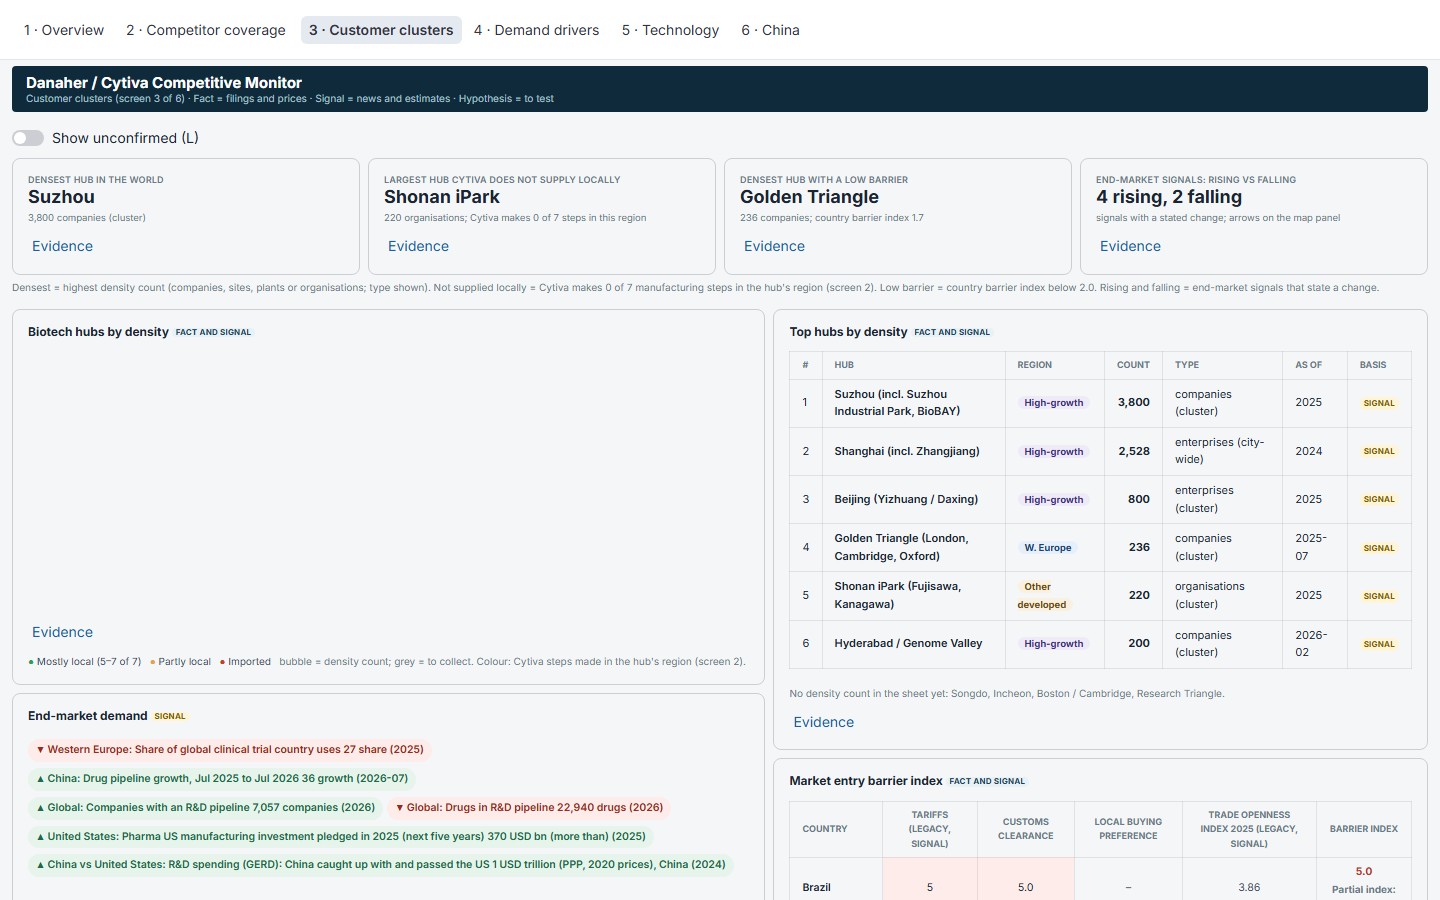 1 · Overview
2 · Competitor coverage
3 · Customer clusters
4 · Demand drivers
5 · Technology
6 · China
Danaher / Cytiva Competitive Monitor
Customer clusters (screen 3 of 6) · Fact = filings and prices · Signal = news and estimates · Hypothesis = to test
Show unconfirmed (L)
DENSEST HUB IN THE WORLD
Suzhou
3,800 companies (cluster)
Evidence
LARGEST HUB CYTIVA DOES NOT SUPPLY LOCALLY
Shonan iPark
220 organisations; Cytiva makes 0 of 7 steps in this region
Evidence
DENSEST HUB WITH A LOW BARRIER
Golden Triangle
236 companies; country barrier index 1.7
Evidence
END-MARKET SIGNALS: RISING VS FALLING
4 rising, 2 falling
signals with a stated change; arrows on the map panel
Evidence
Densest = highest density count (companies, sites, plants or organisations; type shown). Not supplied locally = Cytiva makes 0 of 7 manufacturing steps in the hub's region (screen 2). Low barrier = country barrier index below 2.0. Rising and falling = end-market signals that state a change.
Biotech hubs by density FACT AND SIGNAL
Evidence
● Mostly local (5–7 of 7) ● Partly local ● Imported bubble = density count; grey = to collect. Colour: Cytiva steps made in the hub's region (screen 2).
End-market demand SIGNAL
▼ Western Europe: Share of global clinical trial country uses 27 share (2025)
▲ China: Drug pipeline growth, Jul 2025 to Jul 2026 36 growth (2026-07)
▲ Global: Companies with an R&D pipeline 7,057 companies (2026)
▼ Global: Drugs in R&D pipeline 22,940 drugs (2026)
▲ United States: Pharma US manufacturing investment pledged in 2025 (next five years) 370 USD bn (more than) (2025)
▲ China vs United States: R&D spending (GERD): China caught up with and passed the US 1 USD trillion (PPP, 2020 prices), China (2024)
Top hubs by density FACT AND SIGNAL
# HUB REGION COUNT TYPE AS OF BASIS
1 Suzhou (incl. Suzhou Industrial Park, BioBAY) High-growth 3,800 companies (cluster) 2025 SIGNAL
2 Shanghai (incl. Zhangjiang) High-growth 2,528 enterprises (city-wide) 2024 SIGNAL
3 Beijing (Yizhuang / Daxing) High-growth 800 enterprises (cluster) 2025 SIGNAL
4 Golden Triangle (London, Cambridge, Oxford) W. Europe 236 companies (cluster) 2025-07 SIGNAL
5 Shonan iPark (Fujisawa, Kanagawa) Other developed 220 organisations (cluster) 2025 SIGNAL
6 Hyderabad / Genome Valley High-growth 200 companies (cluster) 2026-02 SIGNAL
No density count in the sheet yet: Songdo, Incheon, Boston / Cambridge, Research Triangle.
Evidence
Market entry barrier index FACT AND SIGNAL
COUNTRY TARIFFS (LEGACY, SIGNAL) CUSTOMS CLEARANCE LOCAL BUYING PREFERENCE TRADE OPENNESS INDEX 2025 (LEGACY, SIGNAL) BARRIER INDEX
Brazil 5 5.0 – 3.86 5.0 Partial index: